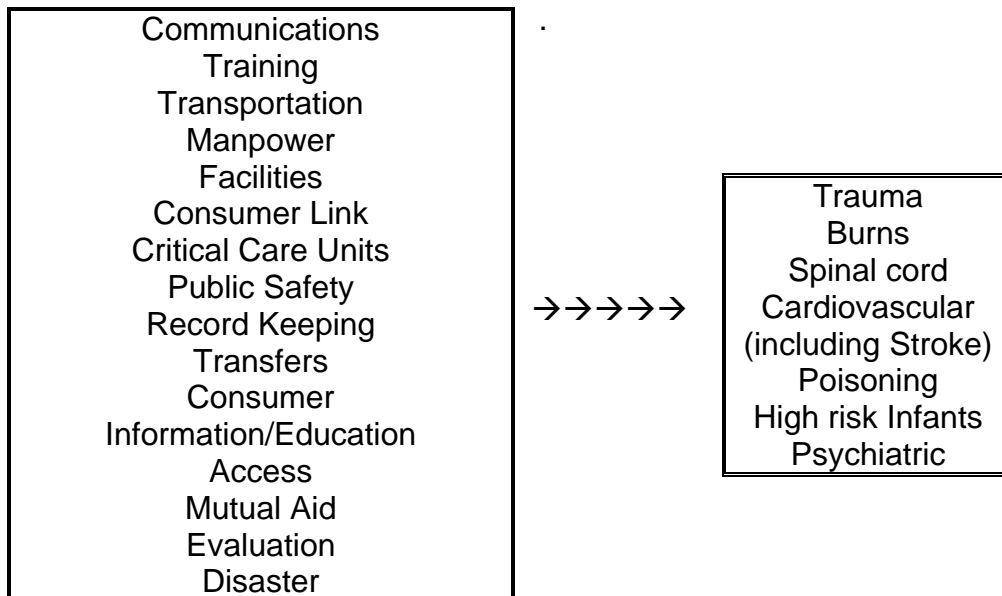 Communications
.
Training
Transportation
Manpower
Facilities
Consumer Link
Critical Care Units
Public Safety
Record Keeping
Transfers
Consumer
Information/Education
Access
Mutual Aid
Evaluation
Disaster
→→→→→
Trauma
Burns
Spinal cord
Cardiovascular
(including Stroke)
Poisoning
High risk Infants
Psychiatric